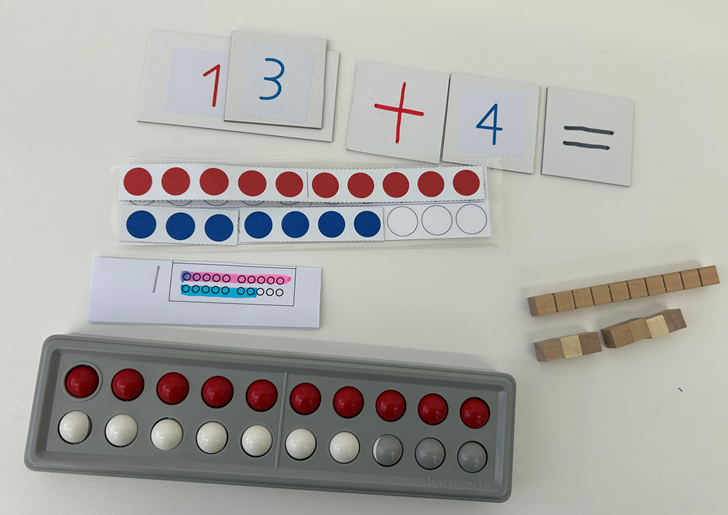 13 + 4 =